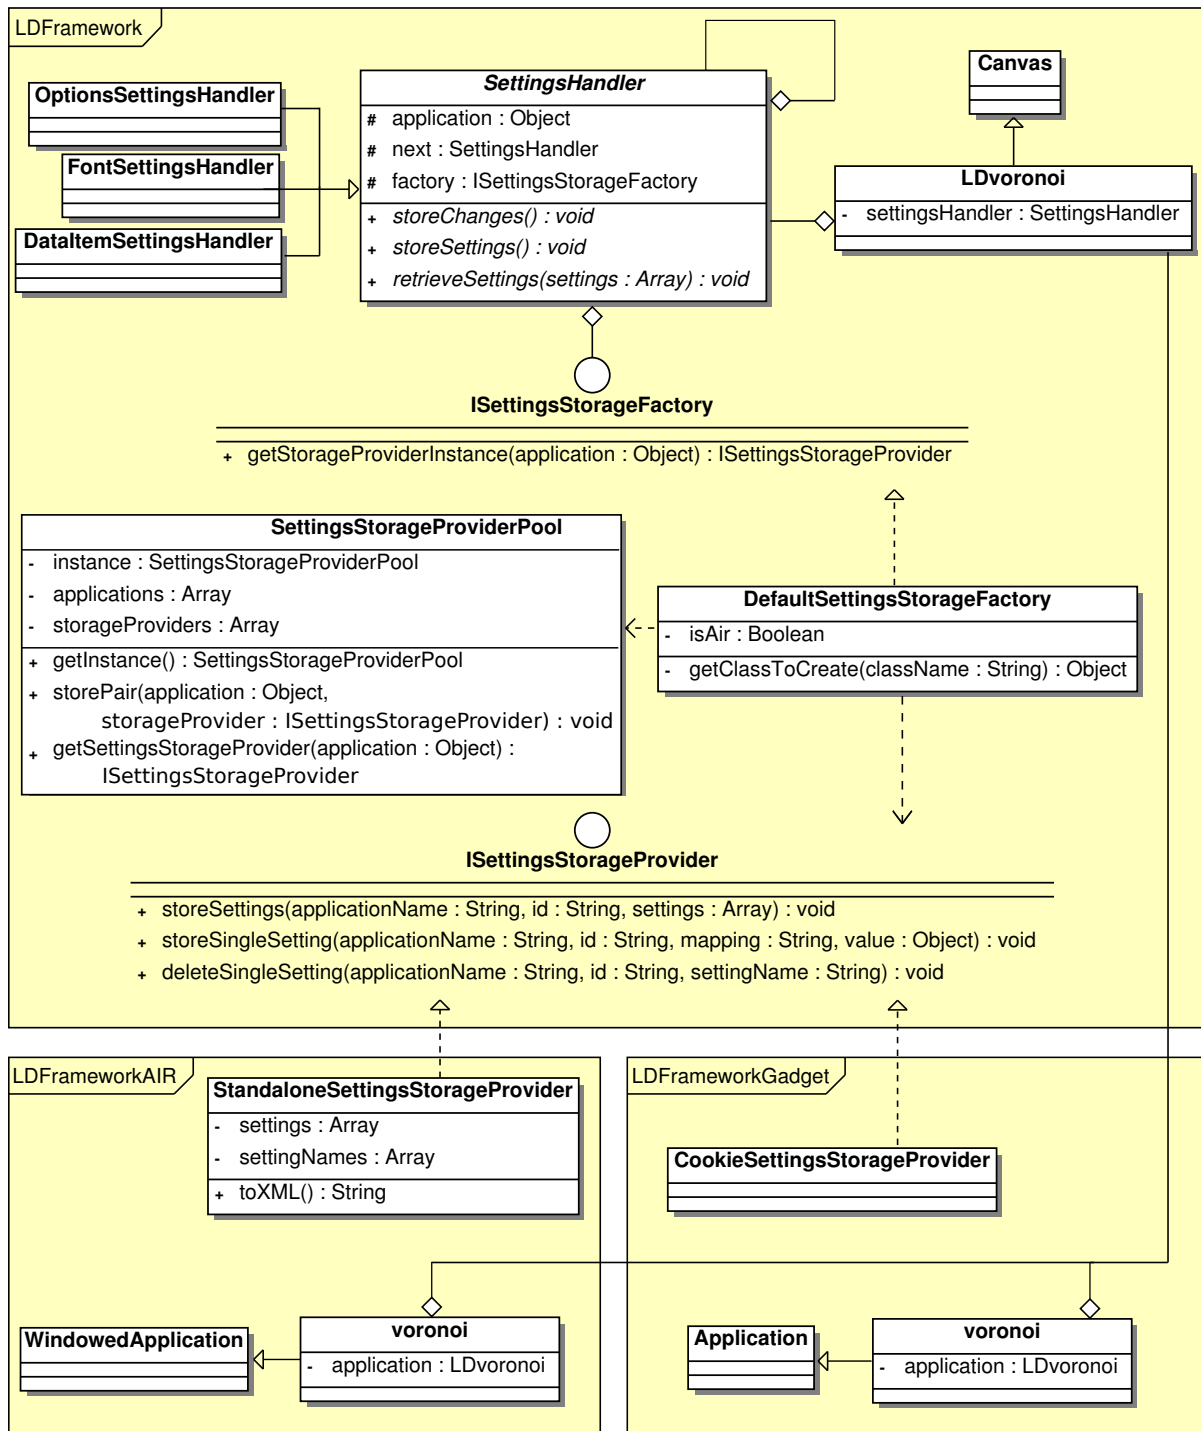 LDFramework
SettingsHandler
# application : Object
# next : SettingsHandler
# factory : ISettingsStorageFactory
+ storeChanges() : void
+ storeSettings() : void
+ retrieveSettings(settings : Array) : void
OptionsSettingsHandler
FontSettingsHandler
DataItemSettingsHandler
Canvas
LDvoronoi
- settingsHandler : SettingsHandler
ISettingsStorageFactory
+ getStorageProviderInstance(application : Object) : ISettingsStorageProvider
SettingsStorageProviderPool
- instance : SettingsStorageProviderPool
- applications : Array
- storageProviders : Array
+ getInstance() : SettingsStorageProviderPool
+ storePair(application : Object,
storageProvider : ISettingsStorageProvider) : void
+ getSettingsStorageProvider(application : Object) :
ISettingsStorageProvider
DefaultSettingsStorageFactory
- isAir : Boolean
- getClassToCreate(className : String) : Object
ISettingsStorageProvider
+ storeSettings(applicationName : String, id : String, settings : Array) : void
+ storeSingleSetting(applicationName : String, id : String, mapping : String, value : Object) : void
+ deleteSingleSetting(applicationName : String, id : String, settingName : String) : void
LDFrameworkAIR
StandaloneSettingsStorageProvider
- settings : Array
- settingNames : Array
+ toXML() : String
WindowedApplication
voronoi
- application : LDvoronoi
LDFrameworkGadget
CookieSettingsStorageProvider
Application
voronoi
- application : LDvoronoi